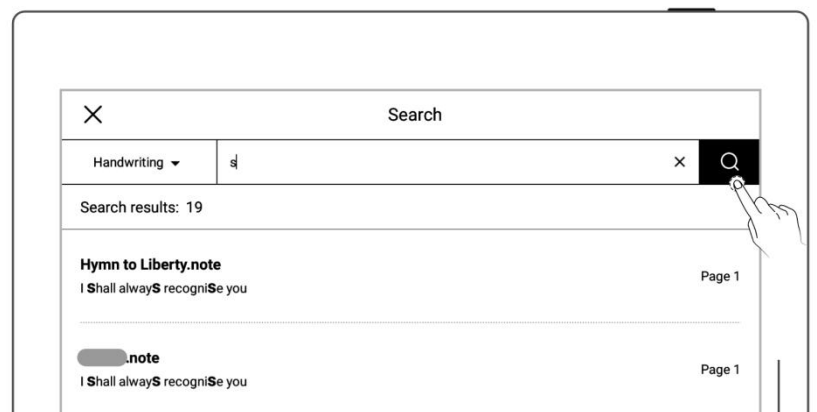 Search
Handwriting s
Search results: 19
Hymn to Liberty.note
I Shall alwayS recogniSe you
Page 1
.note
I Shall alwayS recogniSe you
Page 1